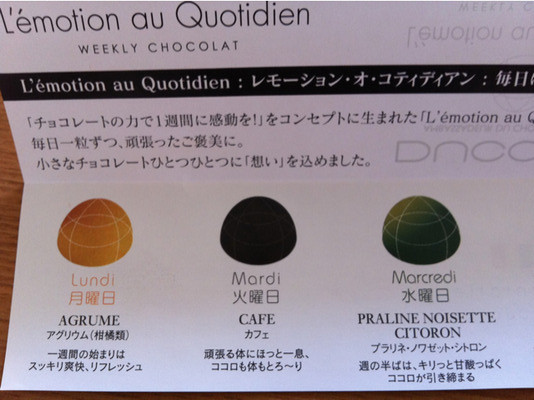 L'émotion au Quotidien
WEEKLY CHOCOLAT
L'émotion au Quotidien : レモーション・オ・コティディアン : 毎日
「チョコレートの力で1週間に感動を!」をコンセプトに生まれた「L'émotion au Q
毎日一粒ずつ、頑張ったご褒美に。
小さなチョコレートひとつひとつに「想い」を込めました。
Lundi
月曜日
AGRUME
アグリウム(柑橘類)
一週間の始まりは
スッキリ爽快、リフレッシュ
Mardi
火曜日
CAFE
カフェ
頑張る体にほっと一息、
ココロも体もとろ〜り
Marcredi
水曜日
PRALINE NOISETTE
CITORON
プラリネ・ノワゼット・シトロン
週の半ばは、キリっと甘酸っぱく
ココロが引き締まる